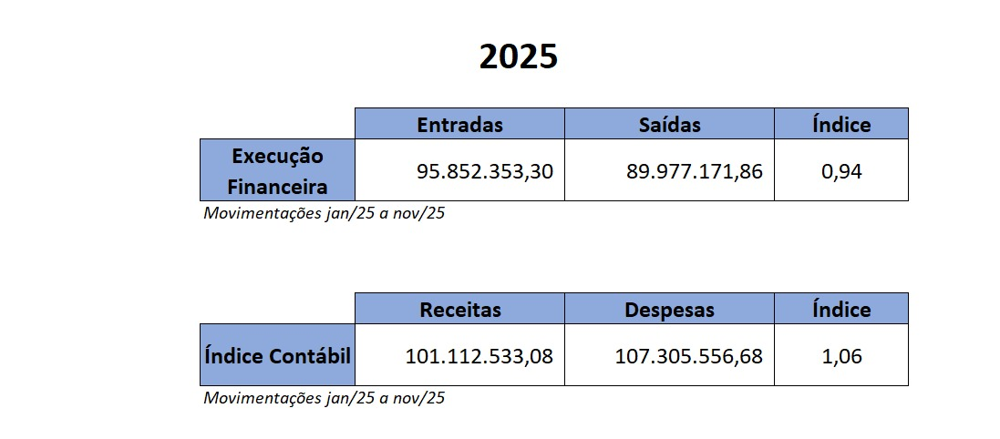 2025
Entradas Saídas Índice
Execução
Financeira
95.852.353,30 89.977.171,86 0,94
Movimentações jan/25 a nov/25
Receitas Despesas Índice
Índice Contábil 101.112.533,08 107.305.556,68 1,06
Movimentações jan/25 a nov/25